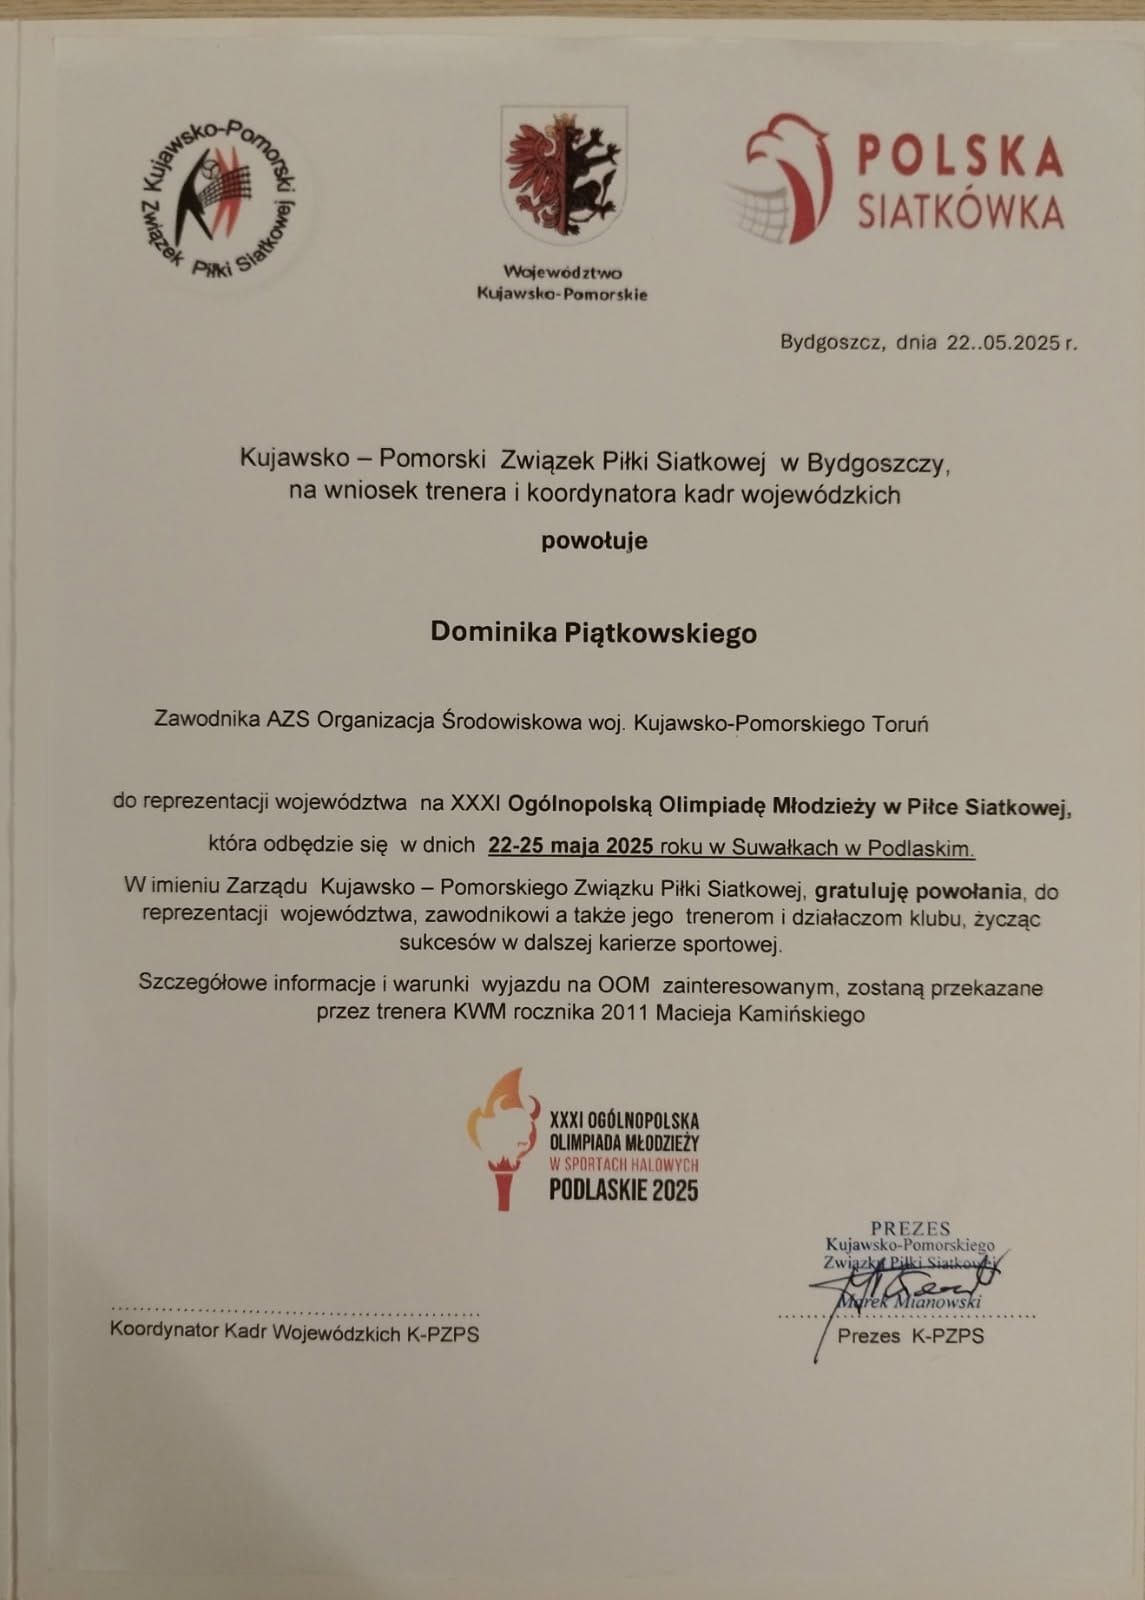 Kujawsko-Pomorski Związek Piłki Siatkowej
Województwo
Kujawsko-Pomorskie
POLSKA
SIATKÓWKA
Bydgoszcz, dnia 22..05.2025 r.
Kujawsko – Pomorski Związek Piłki Siatkowej w Bydgoszczy,
na wniosek trenera i koordynatora kadr wojewódzkich
powołuje
Dominika Piątkowskiego
Zawodnika AZS Organizacja Środowiskowa woj. Kujawsko-Pomorskiego Toruń
do reprezentacji województwa na XXXI Ogólnopolską Olimpiadę Młodzieży w Piłce Siatkowej,
która odbędzie się w dnich 22-25 maja 2025 roku w Suwałkach w Podlaskim.
W imieniu Zarządu Kujawsko – Pomorskiego Związku Piłki Siatkowej, gratuluję powołania, do
reprezentacji województwa, zawodnikowi a także jego trenerom i działaczom klubu, życząc
sukcesów w dalszej karierze sportowej.
Szczegółowe informacje i warunki wyjazdu na OOM zainteresowanym, zostaną przekazane
przez trenera KWM rocznika 2011 Macieja Kamińskiego
XXXI OGÓLNOPOLSKA
OLIMPIADA MŁODZIEŻY
W SPORTACH HALOWYCH
PODLASKIE 2025
PREZES
Kujawsko-Pomorskiego
Związku Piłki Siatkowej
Marek Mianowski
Koordynator Kadr Wojewódzkich K-PZPS
Prezes K-PZPS